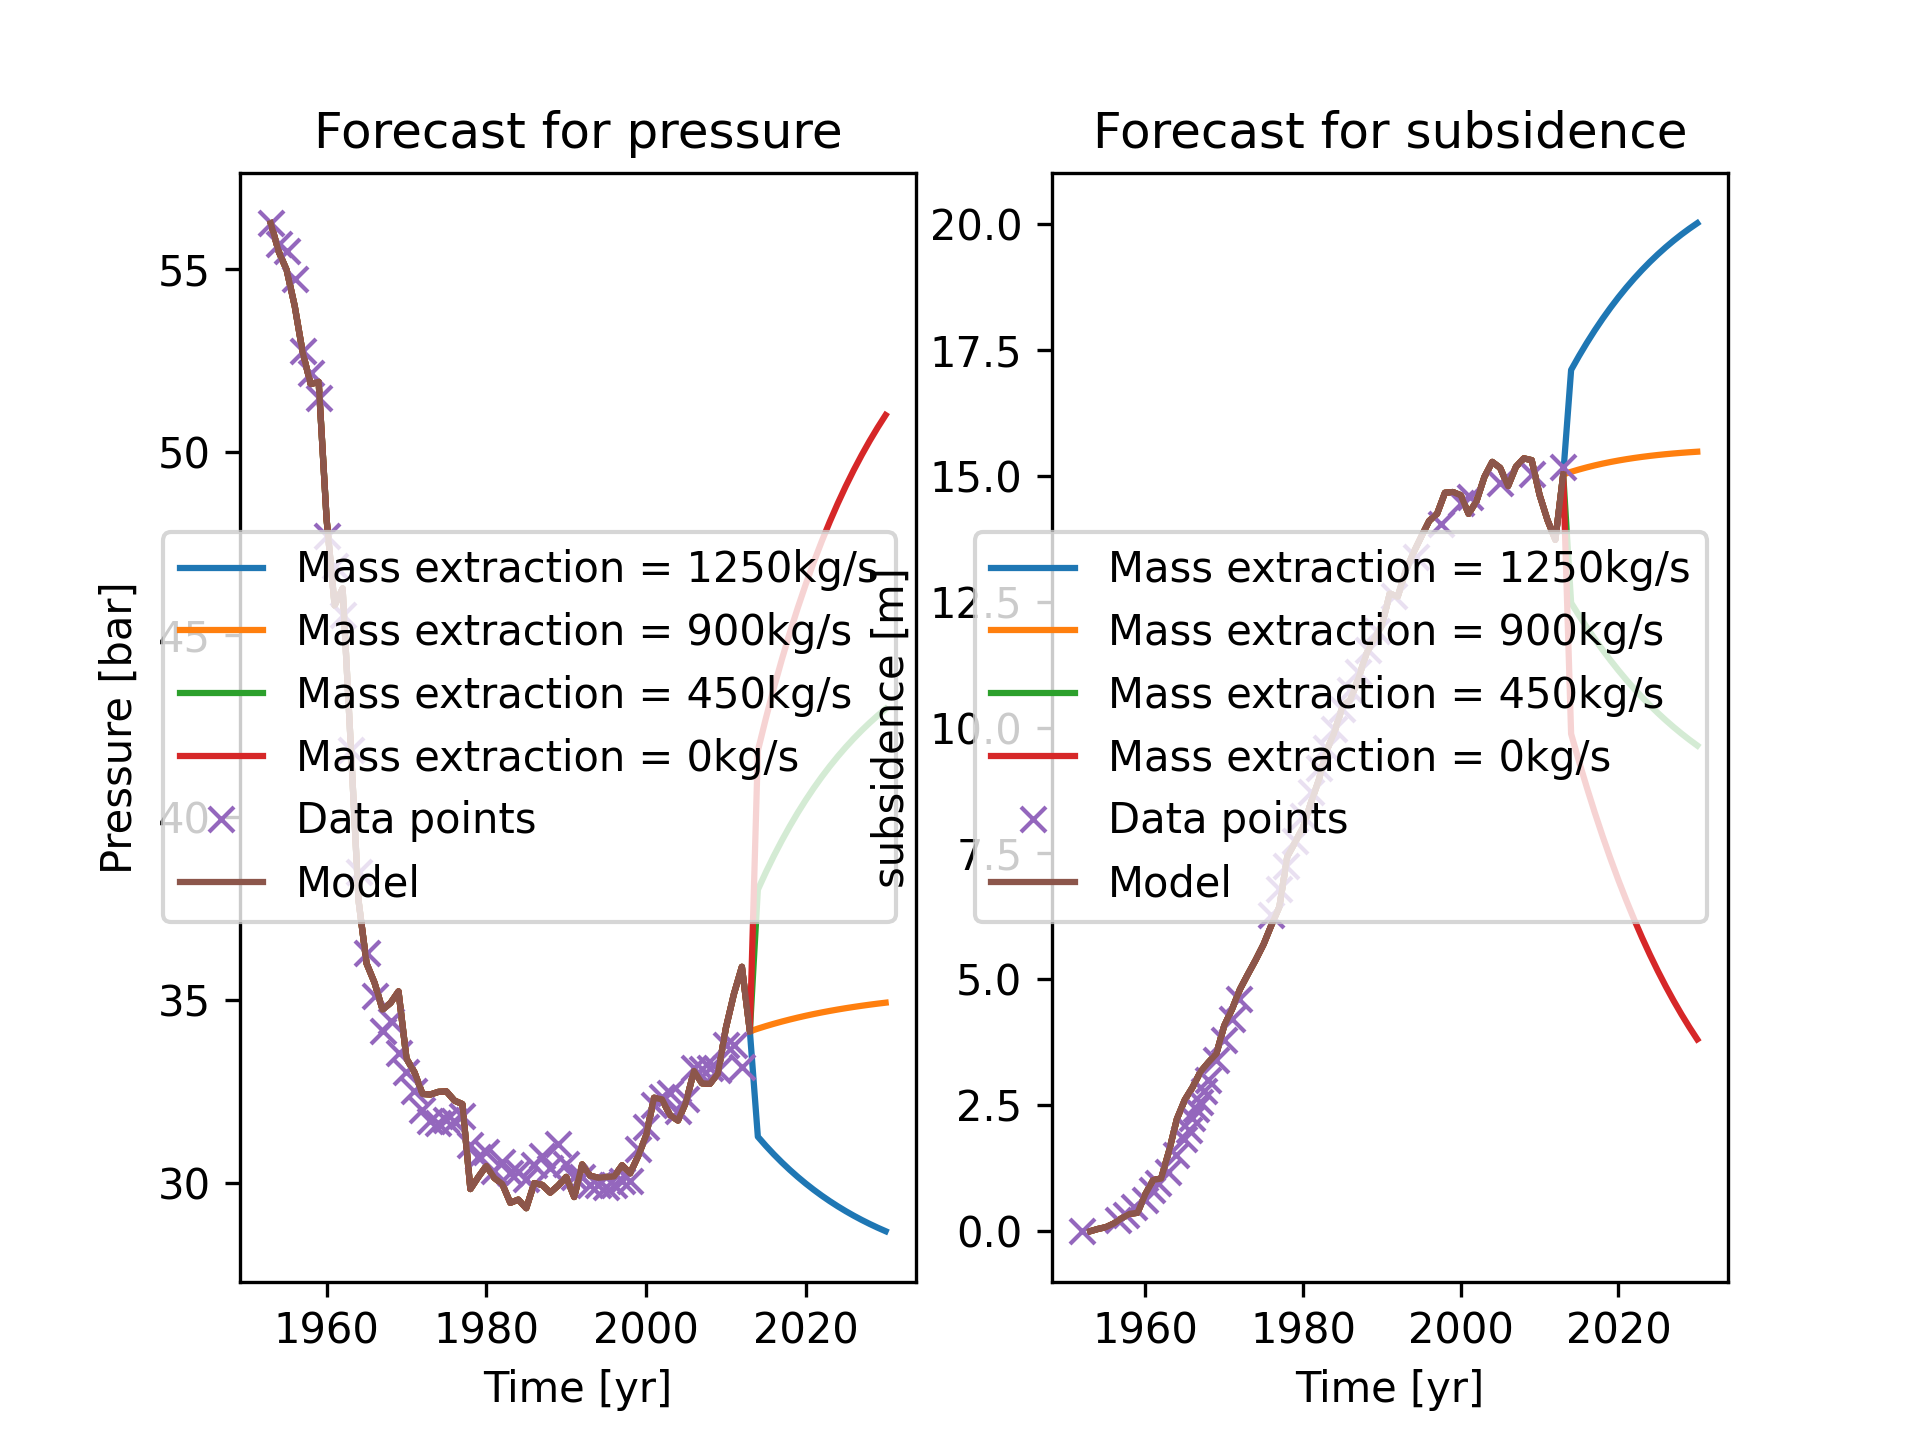 Forecast for pressure
55
50
45
40
35
30
Pressure [bar]
Mass extraction = 1250kg/s
Mass extraction = 900kg/s
Mass extraction = 450kg/s
Mass extraction = 0kg/s
Data points
Model
1960 1980 2000 2020
Time [yr]
Forecast for subsidence
20.0
17.5
15.0
12.5
10.0
7.5
5.0
2.5
0.0
subsidence [m]
Mass extraction = 1250kg/s
Mass extraction = 900kg/s
Mass extraction = 450kg/s
Mass extraction = 0kg/s
Data points
Model
1960 1980 2000 2020
Time [yr]